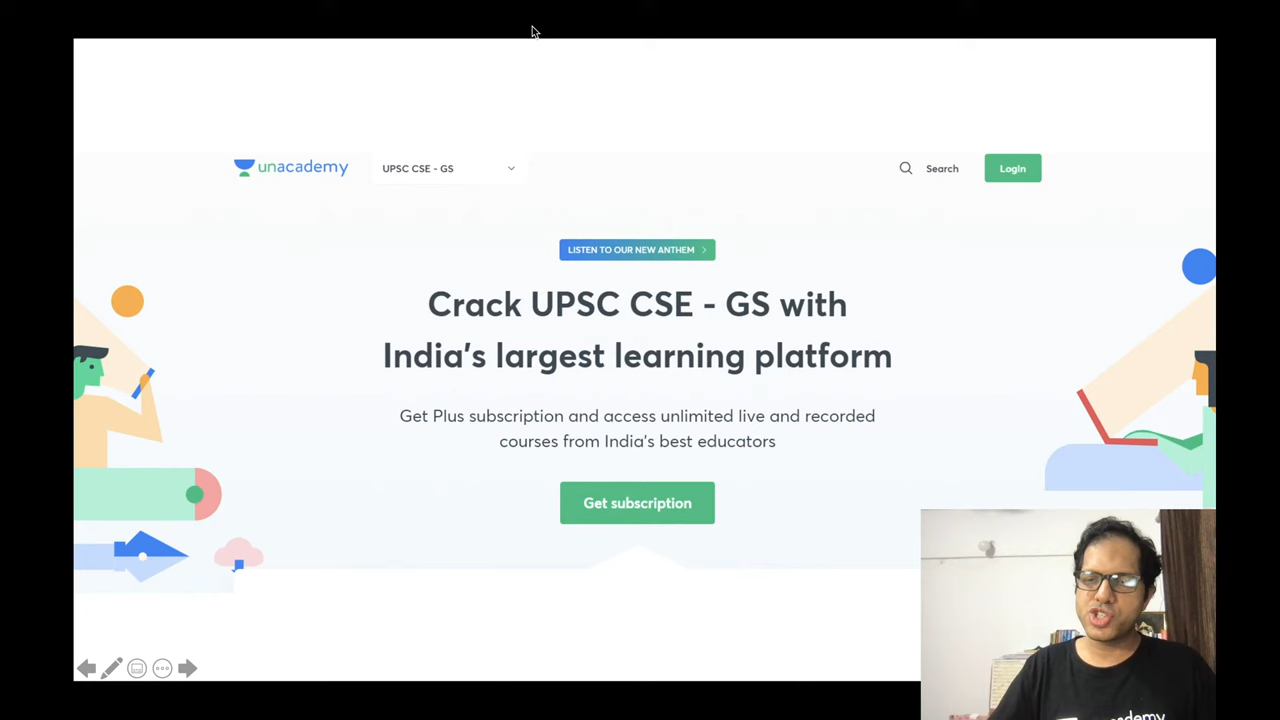 unacademy
UPSC CSE - GS
Search
Login
LISTEN TO OUR NEW ANTHEM
Crack UPSC CSE - GS with
India's largest learning platform
Get Plus subscription and access unlimited live and recorded
courses from India's best educators
Get subscription
unacademy